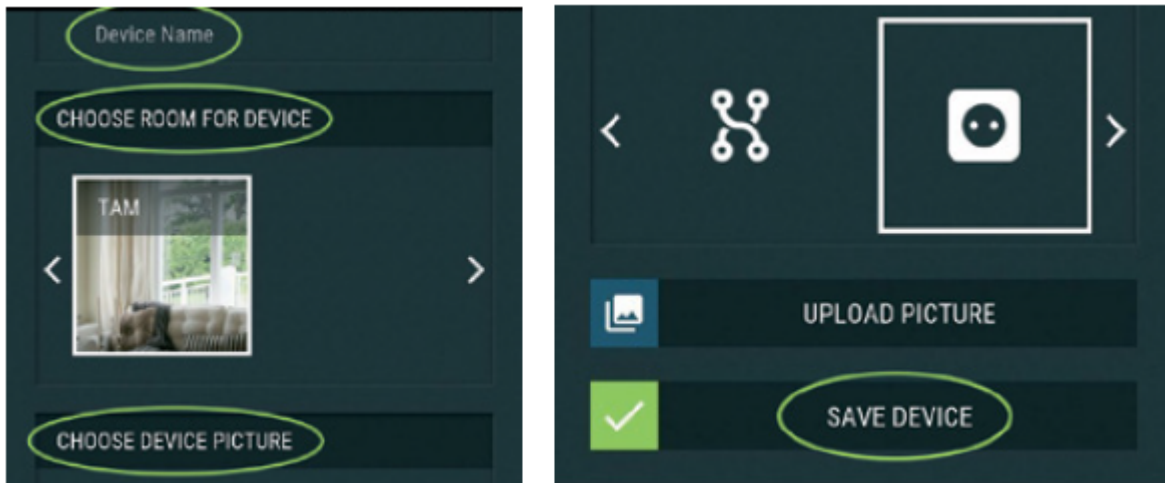 Device Name
CHOOSE ROOM FOR DEVICE
TAM
CHOOSE DEVICE PICTURE
UPLOAD PICTURE
SAVE DEVICE